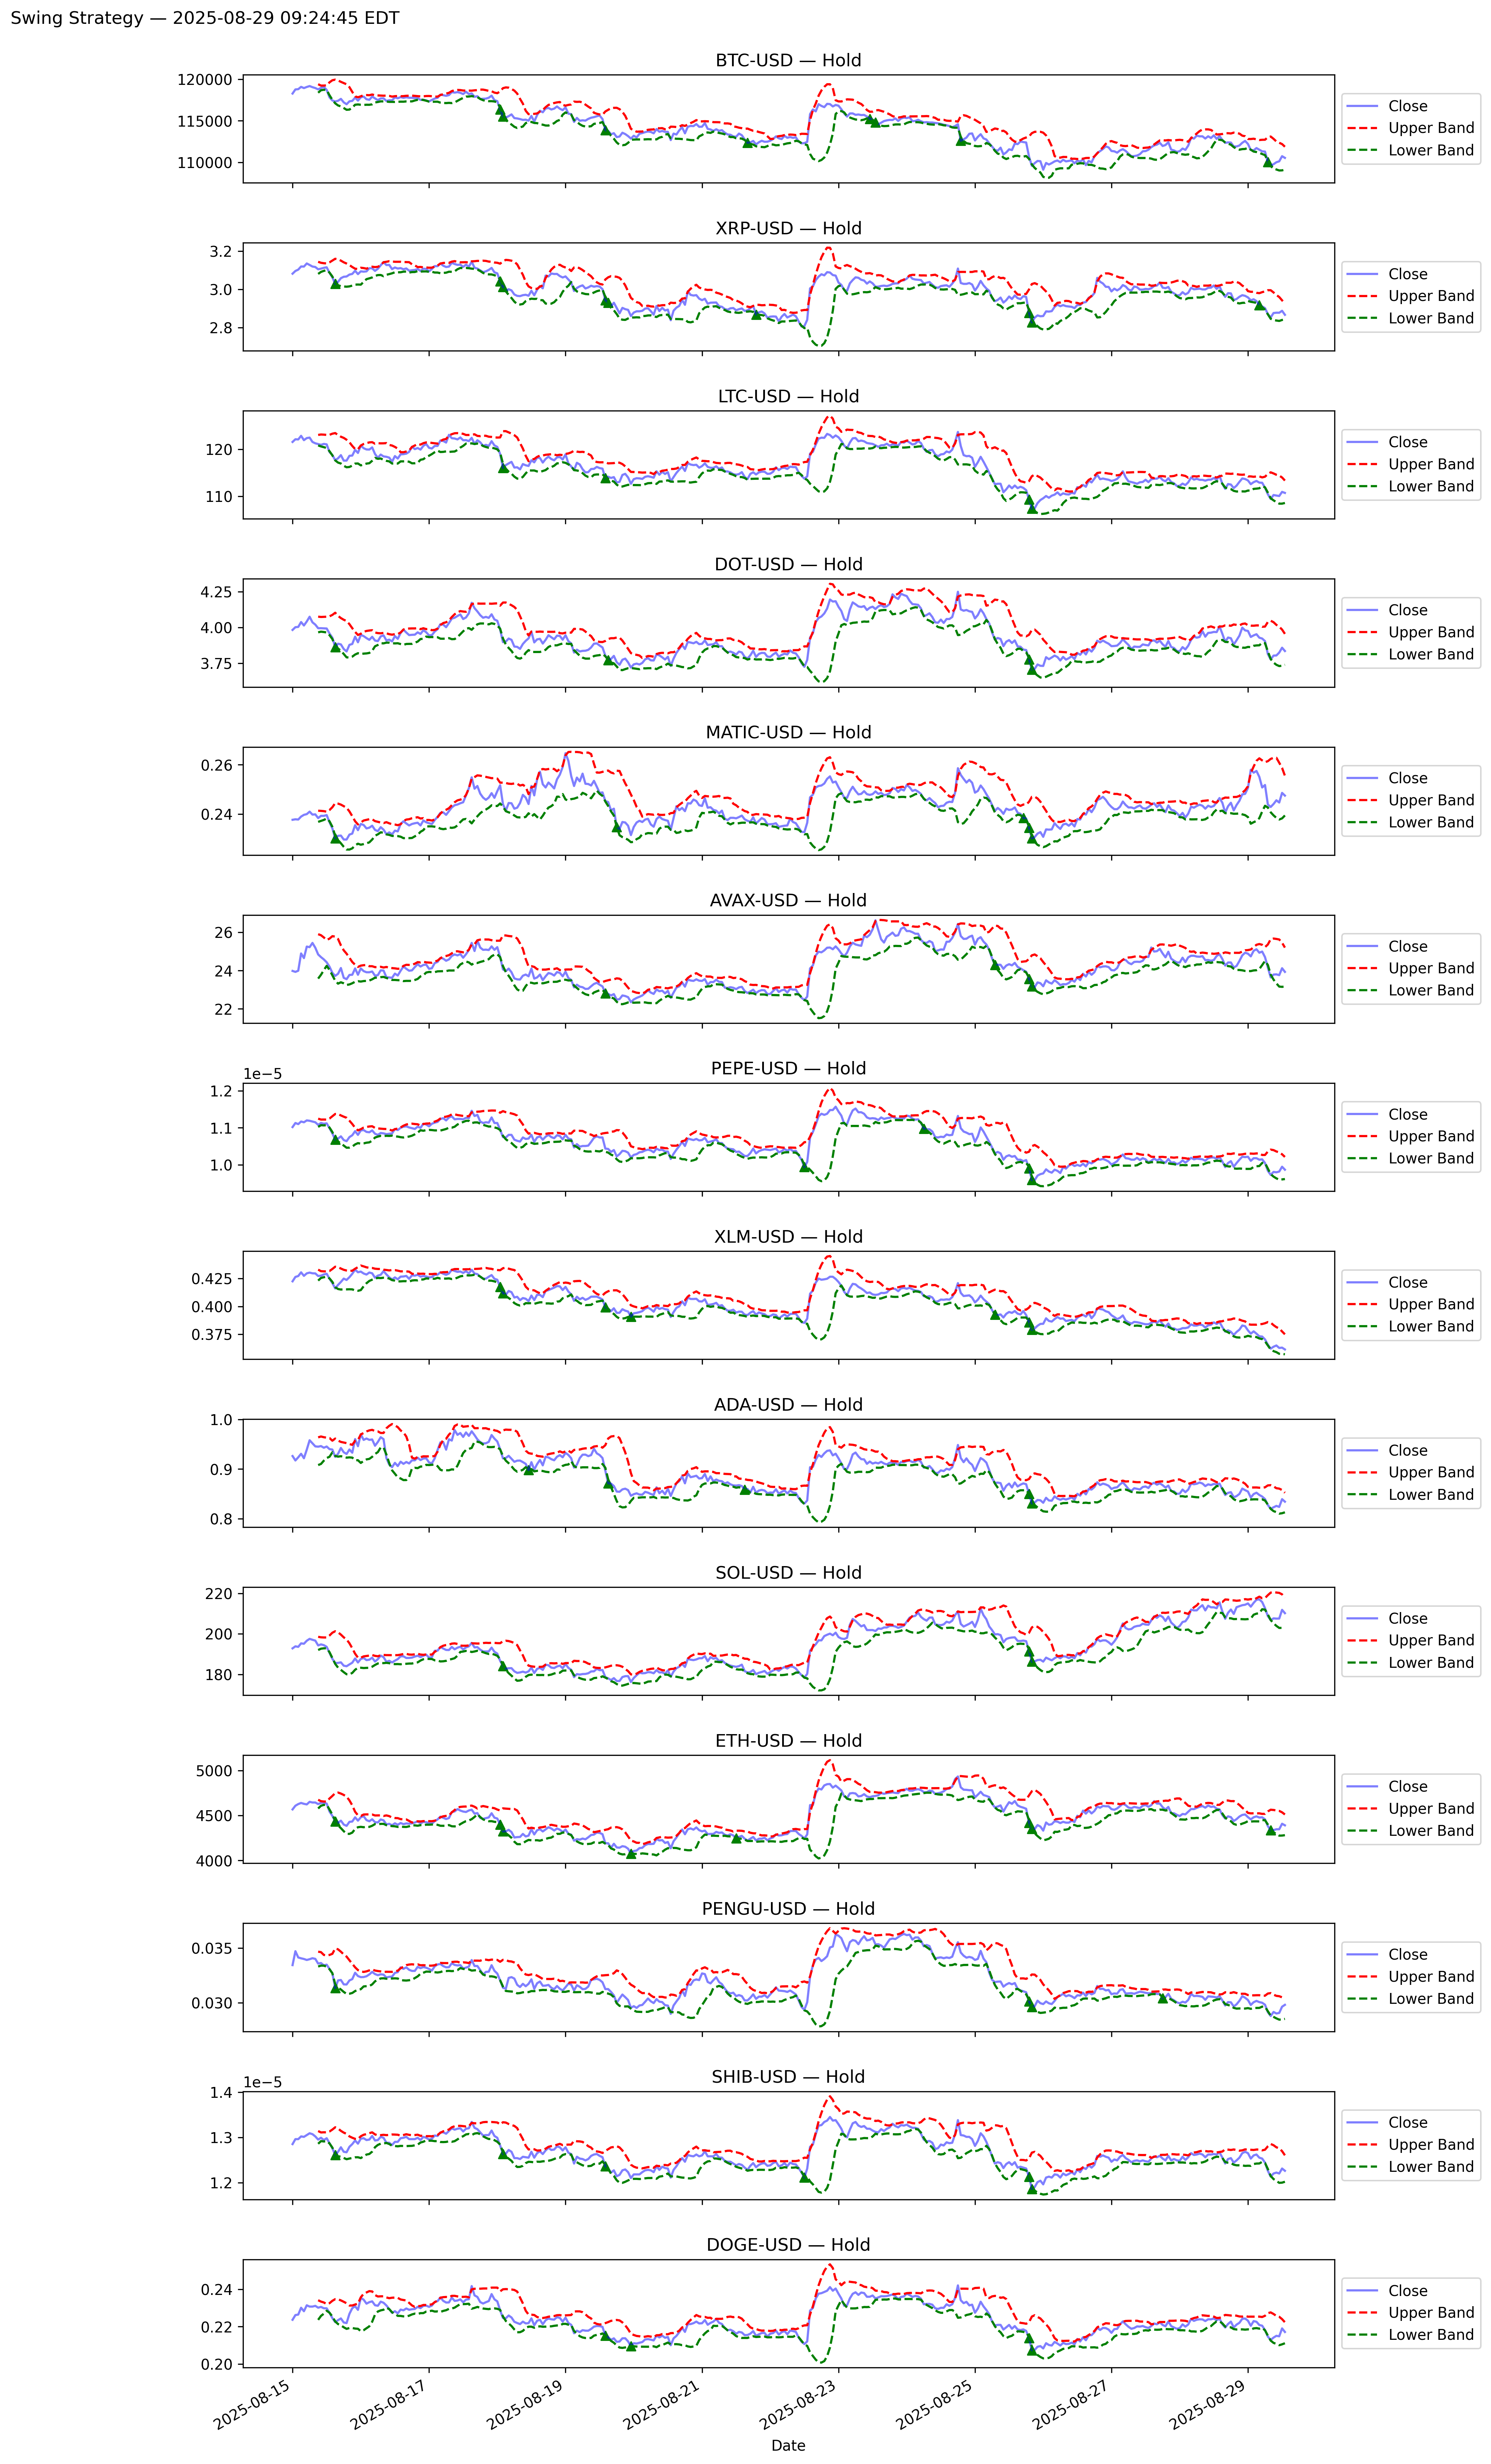 Swing Strategy — 2025-08-29 09:24:45 EDT
BTC-USD — Hold
120000
115000
110000
Close
Upper Band
Lower Band
XRP-USD — Hold
3.2
3.0
2.8
Close
Upper Band
Lower Band
LTC-USD — Hold
120
110
Close
Upper Band
Lower Band
DOT-USD — Hold
4.25
4.00
3.75
Close
Upper Band
Lower Band
MATIC-USD — Hold
0.26
0.24
Close
Upper Band
Lower Band
AVAX-USD — Hold
26
24
22
Close
Upper Band
Lower Band
PEPE-USD — Hold
1e−5
1.2
1.1
1.0
Close
Upper Band
Lower Band
XLM-USD — Hold
0.425
0.400
0.375
Close
Upper Band
Lower Band
ADA-USD — Hold
1.0
0.9
0.8
Close
Upper Band
Lower Band
SOL-USD — Hold
220
200
180
Close
Upper Band
Lower Band
ETH-USD — Hold
5000
4500
4000
Close
Upper Band
Lower Band
PENGU-USD — Hold
0.035
0.030
Close
Upper Band
Lower Band
SHIB-USD — Hold
1e−5
1.4
1.3
1.2
Close
Upper Band
Lower Band
DOGE-USD — Hold
0.24
0.22
0.20
Close
Upper Band
Lower Band
2025-08-15
2025-08-17
2025-08-19
2025-08-21
2025-08-23
2025-08-25
2025-08-27
2025-08-29
Date